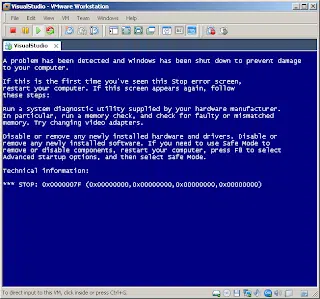 VisualStudio - VMware Workstation
File Edit View VM Team Windows Help
VisualStudio
A problem has been detected and windows has been shut down to prevent damage
to your computer.
If this is the first time you've seen this Stop error screen,
restart your computer. If this screen appears again, follow
these steps:
Run a system diagnostic utility supplied by your hardware manufacturer.
In particular, run a memory check, and check for faulty or mismatched
memory. Try changing video adapters.
Disable or remove any newly installed hardware and drivers. Disable or
remove any newly installed software. If you need to use Safe Mode to
remove or disable components, restart your computer, press F8 to select
Advanced Startup Options, and then select Safe Mode.
Technical information:
*** STOP: 0x0000007F (0x00000000,0x00000000,0x00000000,0x00000000)
To direct input to this VM, click inside or press Ctrl+G.